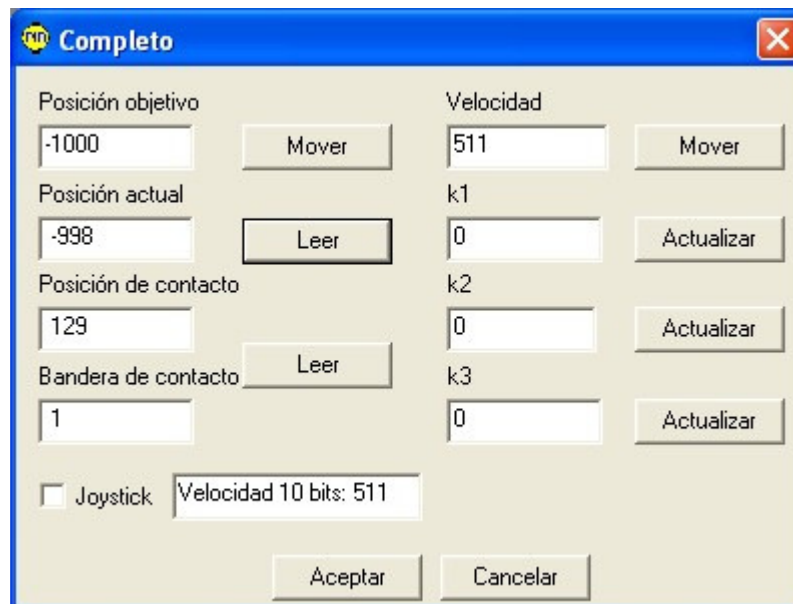 Completo
Posición objetivo
-1000
Mover
Posición actual
-998
Leer
Posición de contacto
129
Leer
Bandera de contacto
1
Velocidad
511
Mover
k1
0
Actualizar
k2
0
Actualizar
k3
0
Actualizar
Joystick
Velocidad 10 bits: 511
Aceptar
Cancelar